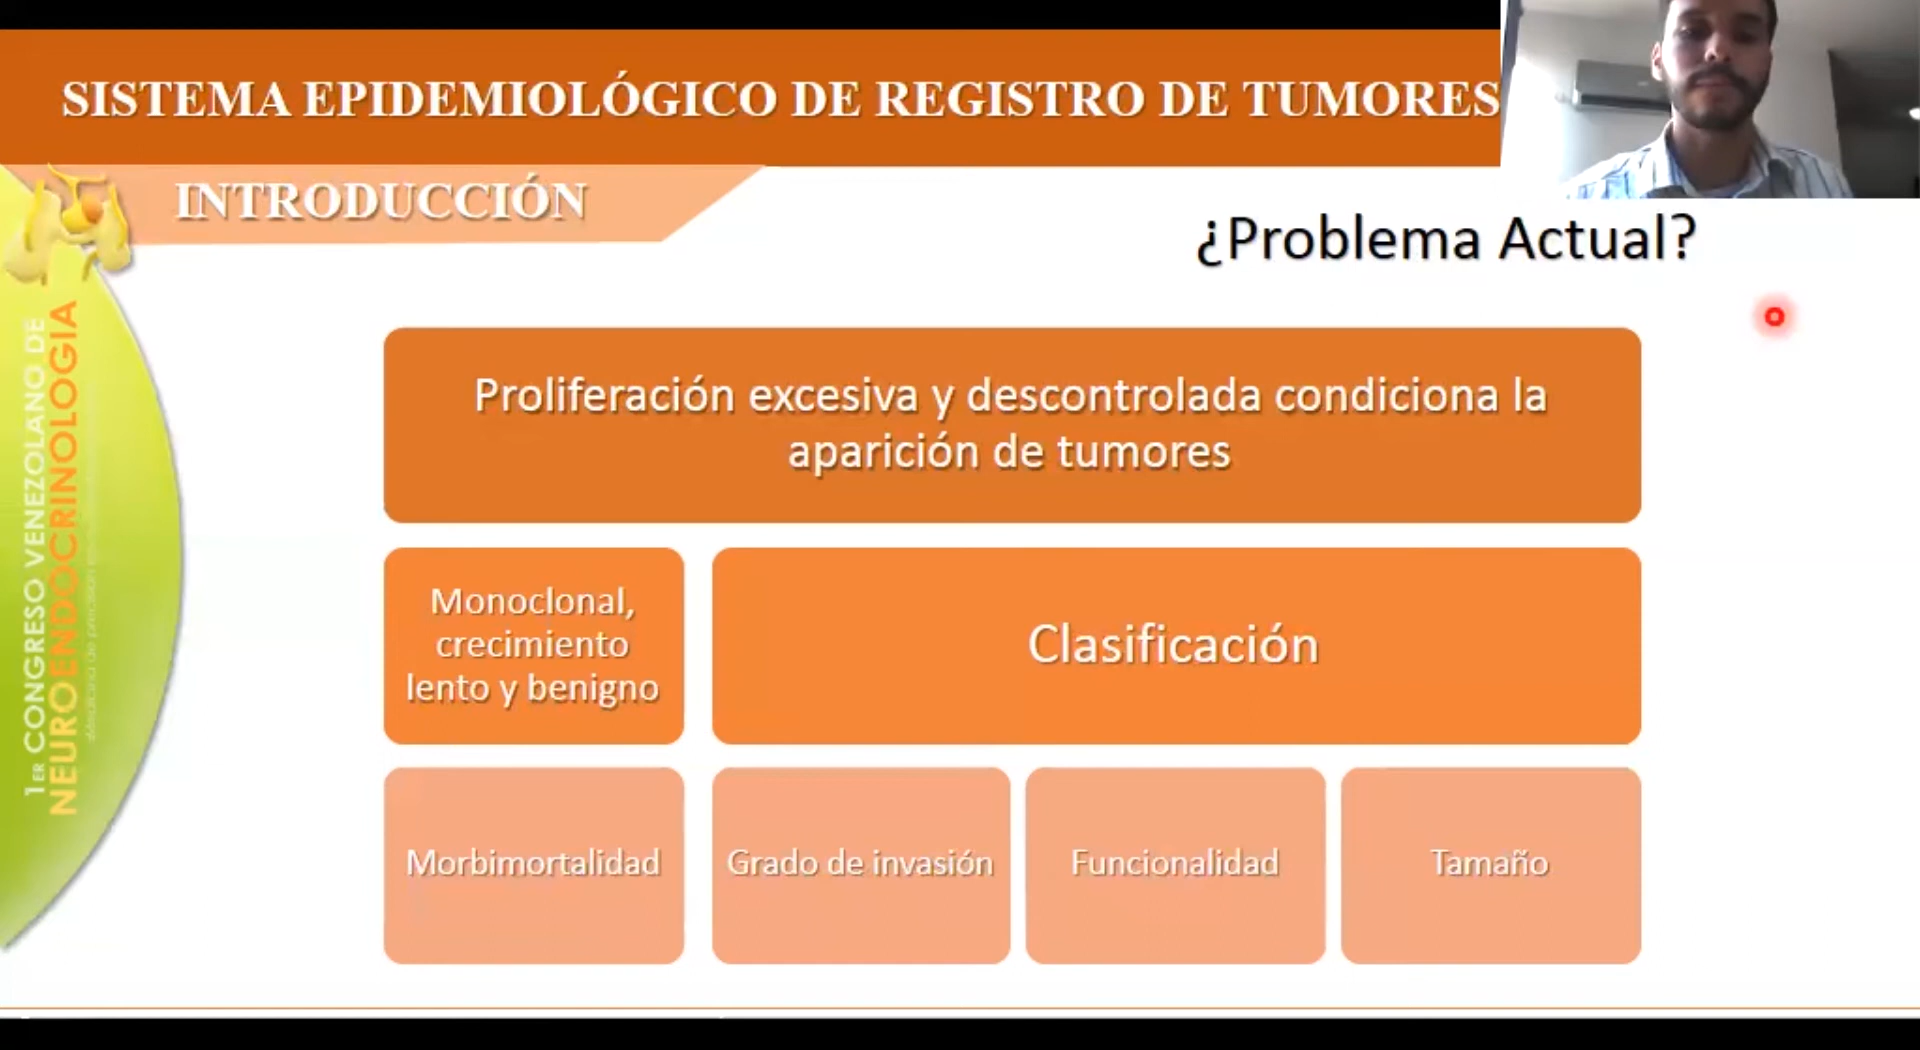 SISTEMA EPIDEMIOLÓGICO DE REGISTRO DE TUMORES
INTRODUCCIÓN
¿Problema Actual?
Proliferación excesiva y descontrolada condiciona la
aparición de tumores
Monoclonal,
crecimiento
lento y benigno
Clasificación
Morbimortalidad
Grado de invasión
Funcionalidad
Tamaño
1ER CONGRESO VENEZOLANO DE
NEUROENDOCRINOLOGIA